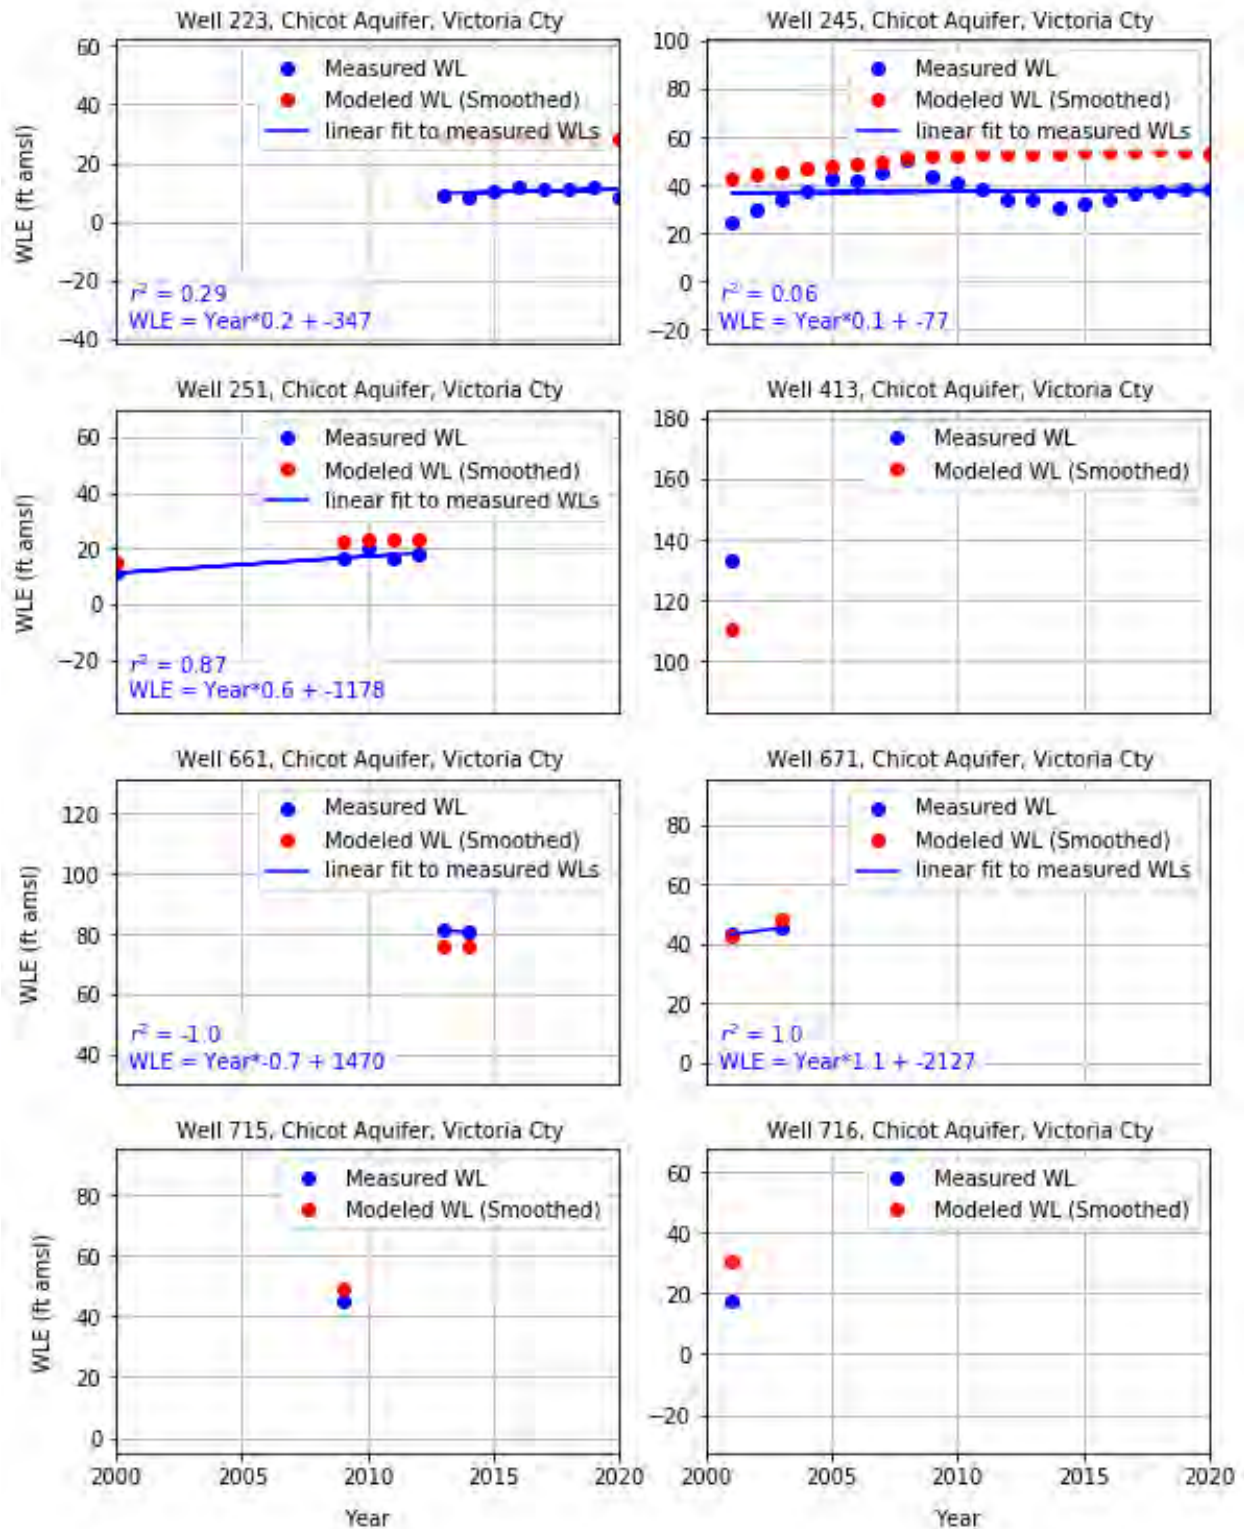 Well 223, Chicot Aquifer, Victoria Cty
Measured WL
Modeled WL (Smoothed)
linear fit to measured WLs
WLE (ft amsl)
60
40
20
0
−20
−40
r² = 0.29
WLE = Year*0.2 + -347
Well 245, Chicot Aquifer, Victoria Cty
Measured WL
Modeled WL (Smoothed)
linear fit to measured WLs
100
80
60
40
20
0
−20
r² = 0.06
WLE = Year*0.1 + -77
Well 251, Chicot Aquifer, Victoria Cty
Measured WL
Modeled WL (Smoothed)
linear fit to measured WLs
WLE (ft amsl)
60
40
20
0
−20
r² = 0.87
WLE = Year*0.6 + -1178
Well 413, Chicot Aquifer, Victoria Cty
Measured WL
Modeled WL (Smoothed)
180
160
140
120
100
Well 661, Chicot Aquifer, Victoria Cty
Measured WL
Modeled WL (Smoothed)
linear fit to measured WLs
WLE (ft amsl)
120
100
80
60
40
r² = -1.0
WLE = Year*-0.7 + 1470
Well 671, Chicot Aquifer, Victoria Cty
Measured WL
Modeled WL (Smoothed)
linear fit to measured WLs
80
60
40
20
0
r² = 1.0
WLE = Year*1.1 + -2127
Well 715, Chicot Aquifer, Victoria Cty
Measured WL
Modeled WL (Smoothed)
WLE (ft amsl)
80
60
40
20
0
2000 2005 2010 2015 2020
Year
Well 716, Chicot Aquifer, Victoria Cty
Measured WL
Modeled WL (Smoothed)
60
40
20
0
−20
2000 2005 2010 2015 2020
Year